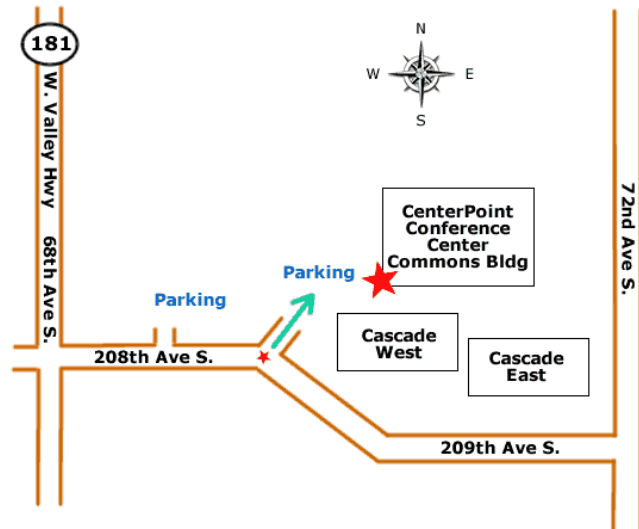 181
N
W
E
S
W. Valley Hwy
68th Ave S.
72nd Ave S.
CenterPoint
Conference
Center
Commons Bldg
Parking
Parking
208th Ave S.
Cascade
West
Cascade
East
209th Ave S.